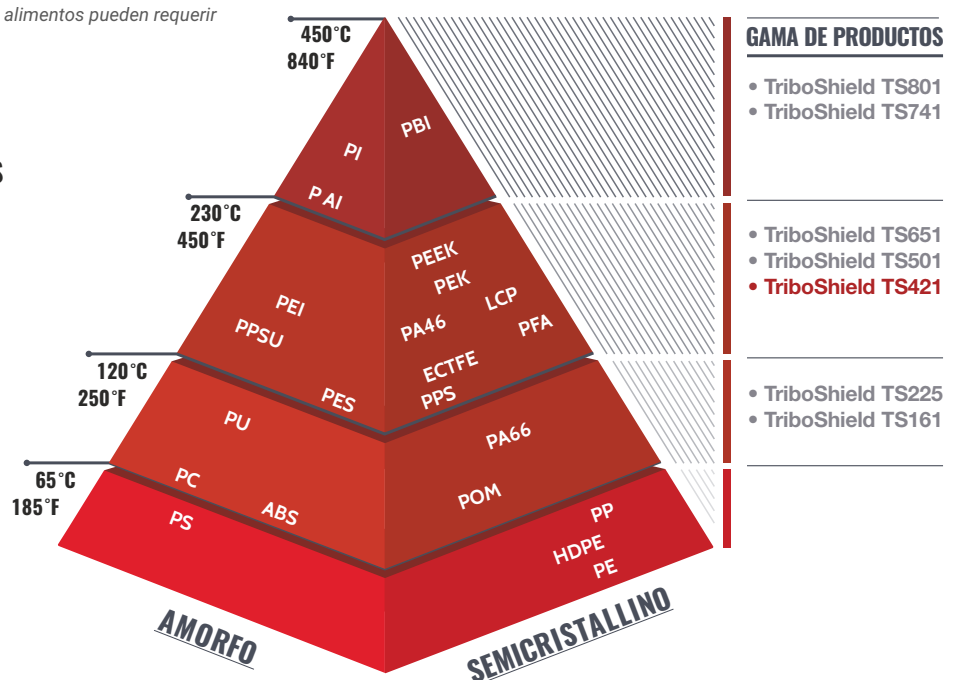 alimentos pueden requerir
S
450°C
840°F
GAMA DE PRODUCTOS
• TriboShield TS801
• TriboShield TS741
PBI
PI
P AI
230°C
450°F
• TriboShield TS651
• TriboShield TS501
• TriboShield TS421
PEEK
PEK
LCP
PEI
PA46
PFA
PPSU
ECTFE
PES
PPS
120°C
250°F
• TriboShield TS225
• TriboShield TS161
PU
PA66
PC
POM
ABS
65°C
185°F
PS
PP
HDPE
PE
AMORFO
SEMICRISTALLINO